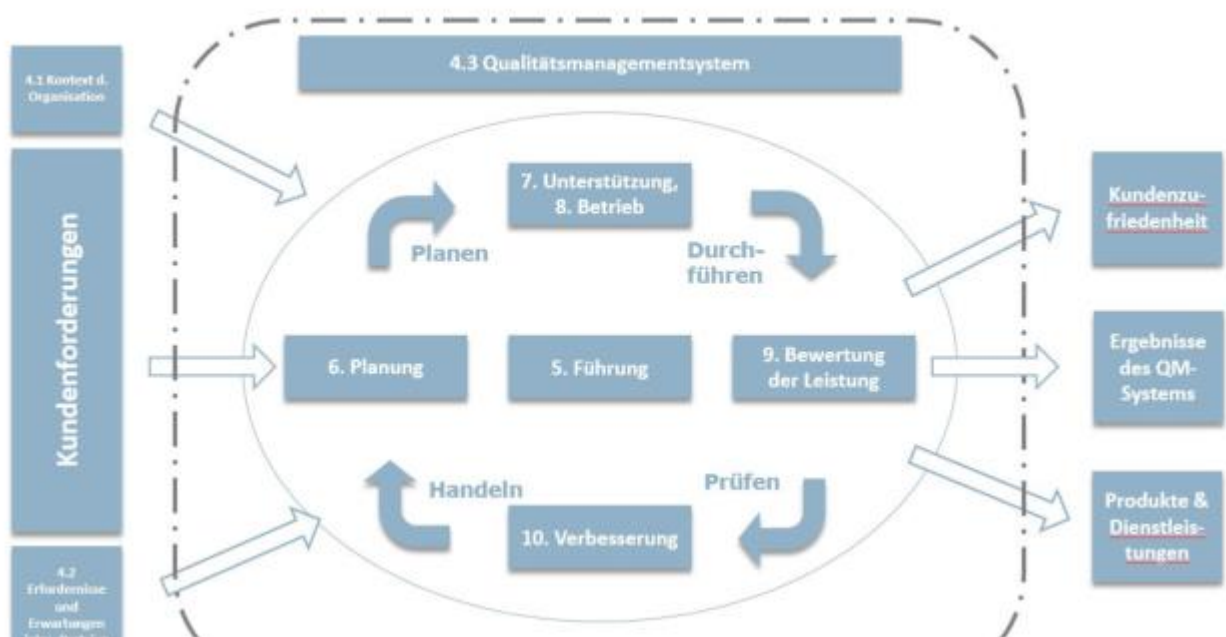 4.1 Kontext d.
Organisation
Kundenforderungen
4.2
Erfordernisse
und
Erwartungen
4.3 Qualitätsmanagementsystem
7. Unterstützung,
8. Betrieb
Planen
Durch-
führen
6. Planung
5. Führung
9. Bewertung
der Leistung
Handeln
Prüfen
10. Verbesserung
Kundenzu-
friedenheit
Ergebnisse
des QM-
Systems
Produkte &
Dienstleis-
tungen